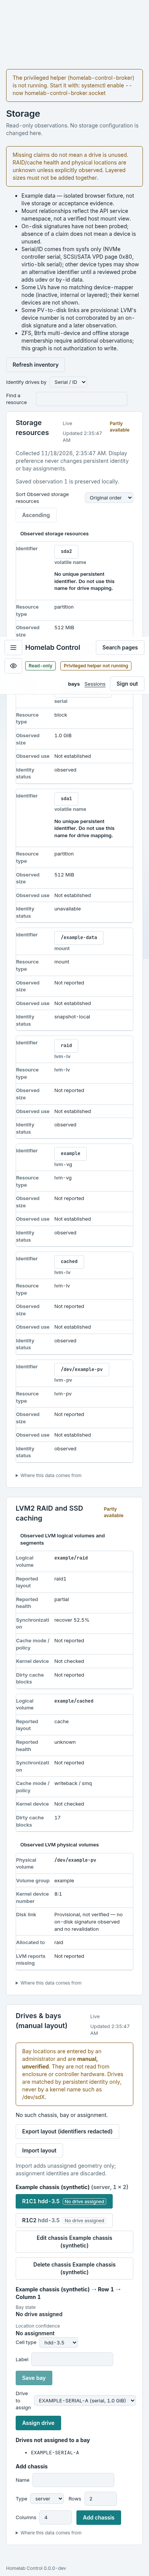 The privileged helper (homelab-control-broker)
is not running. Start it with: systemctl enable --
now homelab-control-broker.socket
Storage
Read-only observations. No storage configuration is
changed here.
Missing claims do not mean a drive is unused.
RAID/cache health and physical locations are
unknown unless explicitly observed. Layered
sizes must not be added together.
Example data — isolated browser fixture, not
live storage or acceptance evidence.
Mount relationships reflect the API service
namespace; they may differ from the host.
On-disk signatures have not been probed;
absence of a claim does not mean a device is
unused.
Serial/ID comes from sysfs only (NVMe
controller serial, SCSI/SATA VPD page 0x80,
virtio-blk serial); other device types may show
an alternative identifier until a drive's opened
adds udev or by-id data.
Some LVs have no matching device-mapper
node (inactive, internal or layered); their kernel
devices are not shown.
Some PV-to-disk links are provisional. LVM's
device number is not corroborated by an on-
disk signature and a later observation.
ZFS, Btrfs multi-device and offline storage
membership require additional authorities; this
graph is not authorisation to write.
Refresh inventory
Identify drives by
Serial / ID
Find a
resource
Storage
resources
Live
Updated 2:35:47
AM
Partly
available
Collected 11/18/2026, 2:35:47 AM. Display
preference never changes persistent identity
or bay assignments.
Saved observation 1 is preserved locally.
Sort Observed storage
resources
Original order
Ascending
Observed storage resources
Identifier
sda2
volatile name
No unique persistent
identifier. Do not use this
name for drive mapping.
Resource
type
partition
Observed
size
512 MiB
Homelab Control
Search pages
Read-only
Privileged helper not running
bays
Sessions
Sign out
serial
Resource
type
block
Observed
size
1.0 GiB
Observed use
Not established
Identity
status
observed
Identifier
sda1
volatile name
No unique persistent
identifier. Do not use this
name for drive mapping.
Resource
type
partition
Observed
size
512 MiB
Observed use
Not established
Identity
status
unavailable
Identifier
/example-data
mount
Resource
type
mount
Observed
size
Not reported
Observed use
Not established
Identity
status
snapshot-local
Identifier
raid
lvm-lv
Resource
type
lvm-lv
Observed
size
Not reported
Observed use
Not established
Identity
status
observed
Identifier
example
lvm-vg
Resource
type
lvm-vg
Observed
size
Not reported
Observed use
Not established
Identity
status
observed
Identifier
cached
lvm-lv
Resource
type
lvm-lv
Observed
size
Not reported
Observed use
Not established
Identity
status
observed
Identifier
/dev/example-pv
lvm-pv
Resource
type
lvm-pv
Observed
size
Not reported
Observed use
Not established
Identity
status
observed
Where this data comes from
LVM2 RAID and SSD
caching
Partly
available
Observed LVM logical volumes and
segments
Logical
volume
example/raid
Reported
layout
raid1
Reported
health
partial
Synchronizati
on
recover 52.5%
Cache mode /
policy
Not reported
Kernel device
Not checked
Dirty cache
blocks
Not reported
Logical
volume
example/cached
Reported
layout
cache
Reported
health
unknown
Synchronizati
on
Not reported
Cache mode /
policy
writeback / smq
Kernel device
Not checked
Dirty cache
blocks
17
Observed LVM physical volumes
Physical
volume
/dev/example-pv
Volume group
example
Kernel device
number
8:1
Disk link
Provisional, not verified — no
on-disk signature observed
and no revalidation
Allocated to
raid
LVM reports
missing
Not reported
Where this data comes from
Drives & bays
(manual layout)
Live
Updated 2:35:47
AM
Bay locations are entered by an
administrator and are manual,
unverified. They are not read from
enclosure or controller hardware. Drives
are matched by persistent identity only,
never by a kernel name such as
/dev/sdX.
No such chassis, bay or assignment.
Export layout (identifiers redacted)
Import layout
Import adds unassigned geometry only;
assignment identities are discarded.
Example chassis (synthetic) (server, 1 × 2)
R1C1 hdd-3.5 No drive assigned
R1C2 hdd-3.5 No drive assigned
Edit chassis Example chassis
(synthetic)
Delete chassis Example chassis
(synthetic)
Example chassis (synthetic) → Row 1 →
Column 1
Bay state
No drive assigned
Location confidence
No assignment
Cell type
hdd-3.5
Label
Save bay
Drive
to
assign
EXAMPLE-SERIAL-A (serial, 1.0 GiB)
Assign drive
Drives not assigned to a bay
EXAMPLE-SERIAL-A
Add chassis
Name
Type
server
Rows
2
Columns
4
Add chassis
Where this data comes from
Homelab Control 0.0.0-dev